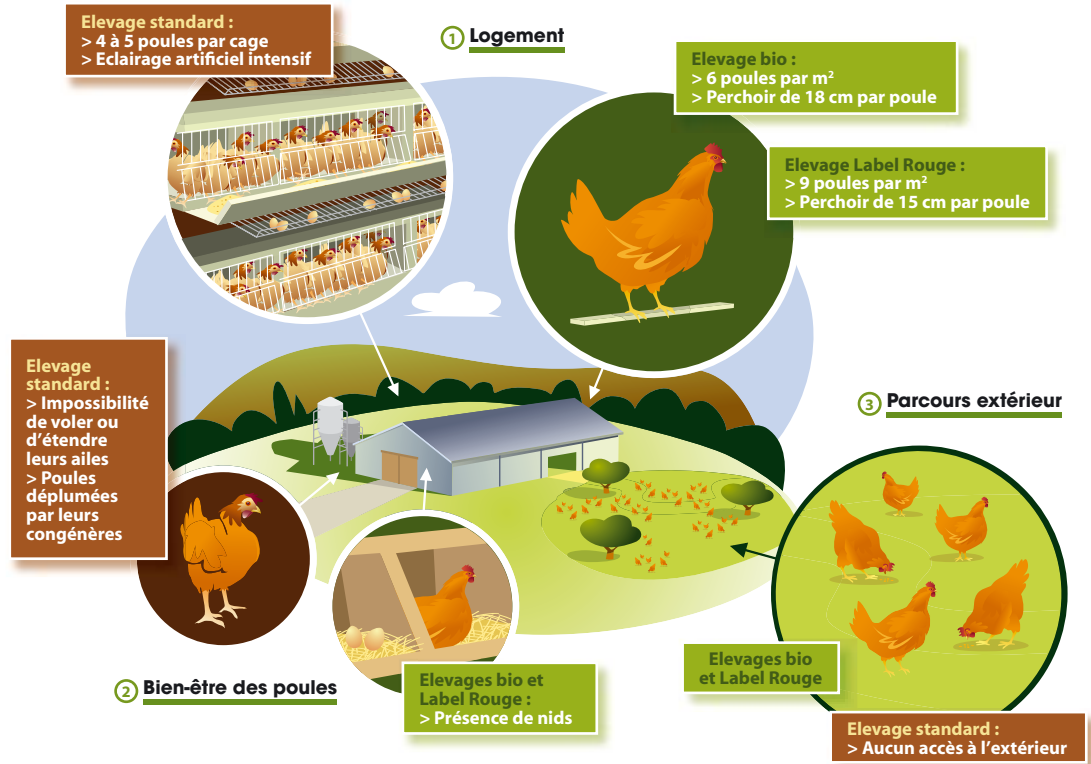 1 Logement
Elevage standard :
> 4 à 5 poules par cage
> Eclairage artificiel intensif
Elevage bio :
> 6 poules par m²
> Perchoir de 18 cm par poule
Elevage Label Rouge :
> 9 poules par m²
> Perchoir de 15 cm par poule
Elevage
standard :
> Impossibilité
de voler ou
d’étendre
leurs ailes
> Poules
déplumées
par leurs
congénères
2 Bien-être des poules
Elevages bio et
Label Rouge :
> Présence de nids
3 Parcours extérieur
Elevages bio
et Label Rouge
Elevage standard :
> Aucun accès à l’extérieur